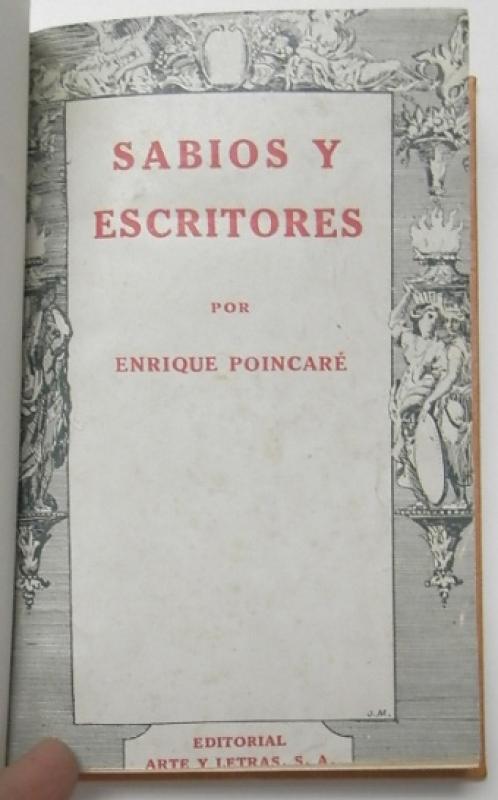 SABIOS Y
ESCRITORES
POR
ENRIQUE POINCARÉ
J.M.
EDITORIAL
ARTE Y LETRAS, S. A.